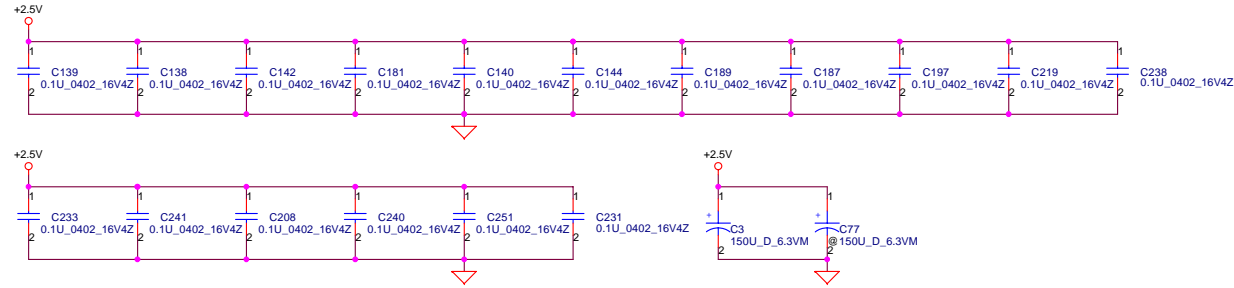 +2.5V
1 1 1 1 1 1 1 1 1 1 1
C139 C138 C142 C181 C140 C144 C189 C187 C197 C219 C238
0.1U_0402_16V4Z 0.1U_0402_16V4Z 0.1U_0402_16V4Z 0.1U_0402_16V4Z 0.1U_0402_16V4Z 0.1U_0402_16V4Z 0.1U_0402_16V4Z 0.1U_0402_16V4Z 0.1U_0402_16V4Z 0.1U_0402_16V4Z 0.1U_0402_16V4Z
2 2 2 2 2 2 2 2 2 2 2
+2.5V +2.5V
1 1 1 1 1 1 1 1
+ +
C233 C241 C208 C240 C251 C231 C3 C77
0.1U_0402_16V4Z 0.1U_0402_16V4Z 0.1U_0402_16V4Z 0.1U_0402_16V4Z 0.1U_0402_16V4Z 0.1U_0402_16V4Z 150U_D_6.3VM @150U_D_6.3VM
2 2 2 2 2 2 2 2